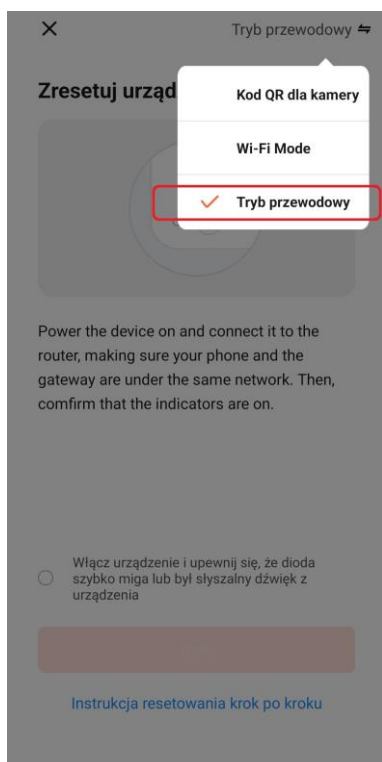 Tryb przewodowy
Zresetuj urząd
Kod QR dla kamery
Wi-Fi Mode
Tryb przewodowy
Power the device on and connect it to the
router, making sure your phone and the
gateway are under the same network. Then,
comfirm that the indicators are on.
Włącz urządzenie i upewnij się, że dioda
szybko miga lub był słyszalny dźwięk z
urządzenia
Instrukcja resetowania krok po kroku